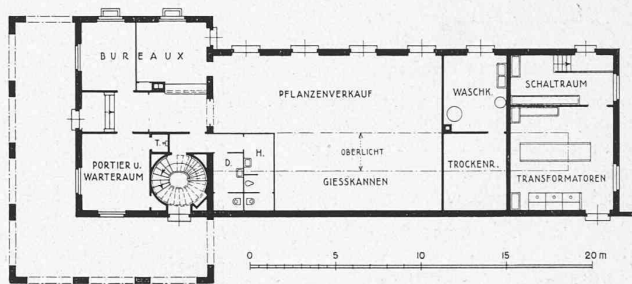 BUREAUX
PFLANZENVERKAUF
WASCHK.
SCHALTRAUM
T.
PORTIER U.
WARTERAUM
D.
H.
OBERLICHT
GIESSKANNEN
TROCKENR.
TRANSFORMATOREN
0 5 10 15 20 m